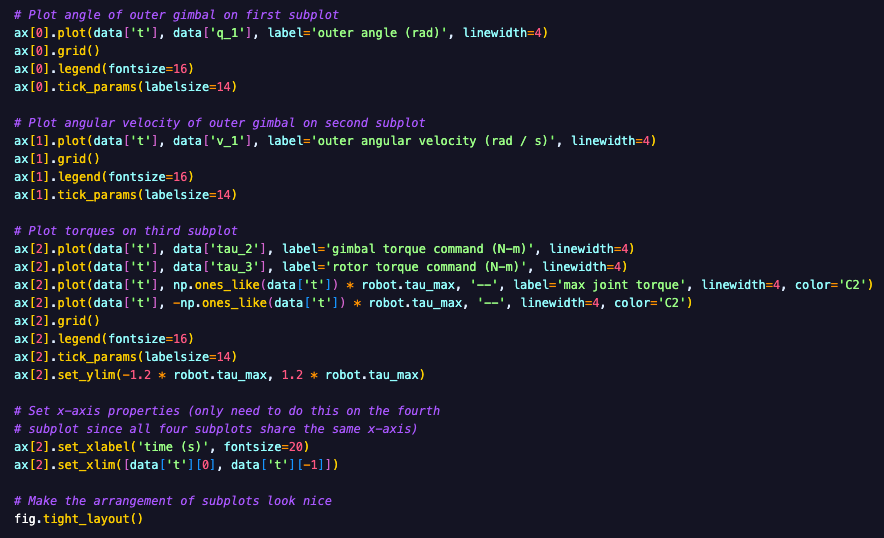 # Plot angle of outer gimbal on first subplot
ax[0].plot(data['t'], data['q_1'], label='outer angle (rad)', linewidth=4)
ax[0].grid()
ax[0].legend(fontsize=16)
ax[0].tick_params(labelsize=14)

# Plot angular velocity of outer gimbal on second subplot
ax[1].plot(data['t'], data['v_1'], label='outer angular velocity (rad / s)', linewidth=4)
ax[1].grid()
ax[1].legend(fontsize=16)
ax[1].tick_params(labelsize=14)

# Plot torques on third subplot
ax[2].plot(data['t'], data['tau_2'], label='gimbal torque command (N-m)', linewidth=4)
ax[2].plot(data['t'], data['tau_3'], label='rotor torque command (N-m)', linewidth=4)
ax[2].plot(data['t'], np.ones_like(data['t']) * robot.tau_max, '--', label='max joint torque', linewidth=4, color='C2')
ax[2].plot(data['t'], -np.ones_like(data['t']) * robot.tau_max, '--', linewidth=4, color='C2')
ax[2].grid()
ax[2].legend(fontsize=16)
ax[2].tick_params(labelsize=14)
ax[2].set_ylim(-1.2 * robot.tau_max, 1.2 * robot.tau_max)

# Set x-axis properties (only need to do this on the fourth
# subplot since all four subplots share the same x-axis)
ax[2].set_xlabel('time (s)', fontsize=20)
ax[2].set_xlim([data['t'][0], data['t'][-1]])

# Make the arrangement of subplots look nice
fig.tight_layout()